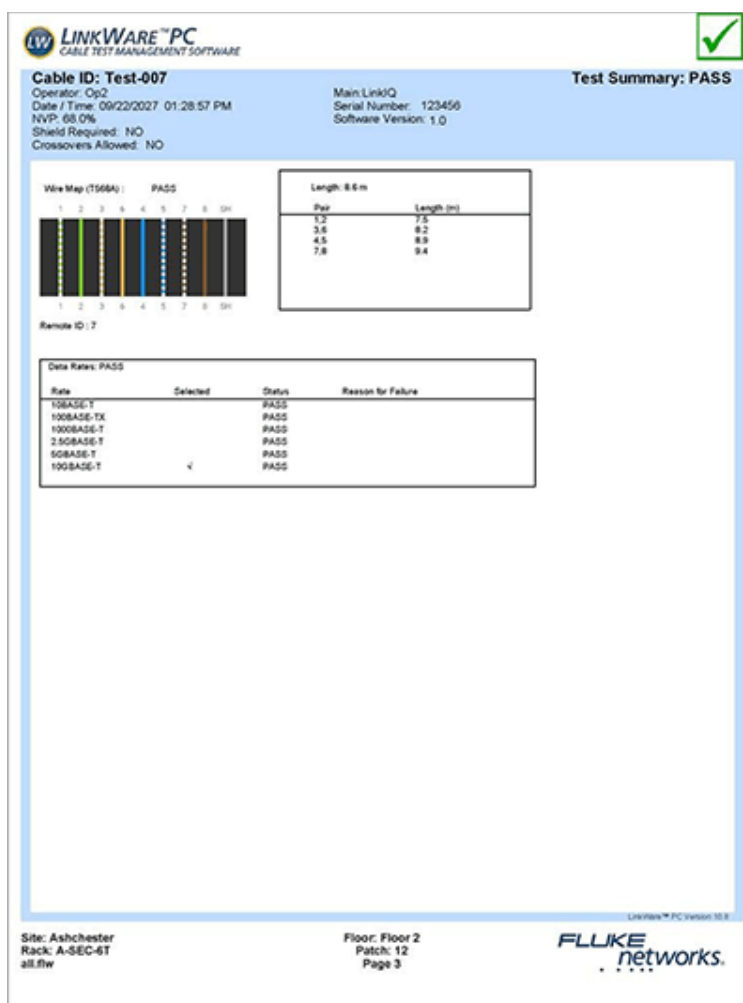 LW LINKWARE™PC
CABLE TEST MANAGEMENT SOFTWARE
Cable ID: Test-007
Test Summary: PASS
Operator: Op2
Date / Time: 09/22/2027 01:28:57 PM
NVP: 68.0%
Shield Required: NO
Crossovers Allowed: NO
Main:LinkIQ
Serial Number: 123456
Software Version: 1.0
Wire Map (T568A) : PASS
1 2 3 6 4 5 7 8 SH
1 2 3 6 4 5 7 8 SH
Remote ID : 7
Length: 8.6 m
Pair Length (m)
1,2 7.5
3,6 8.2
4,5 8.9
7,8 9.4
Data Rates: PASS
Rate Selected Status Reason for Failure
10BASE-T PASS
100BASE-TX PASS
1000BASE-T PASS
2.5GBASE-T PASS
5GBASE-T PASS
10GBASE-T √ PASS
LinkWare™ PC Version 10.8
Site: Ashchester
Rack: A-SEC-6T
all.flw
Floor: Floor 2
Patch: 12
Page 3
FLUKE
networks.